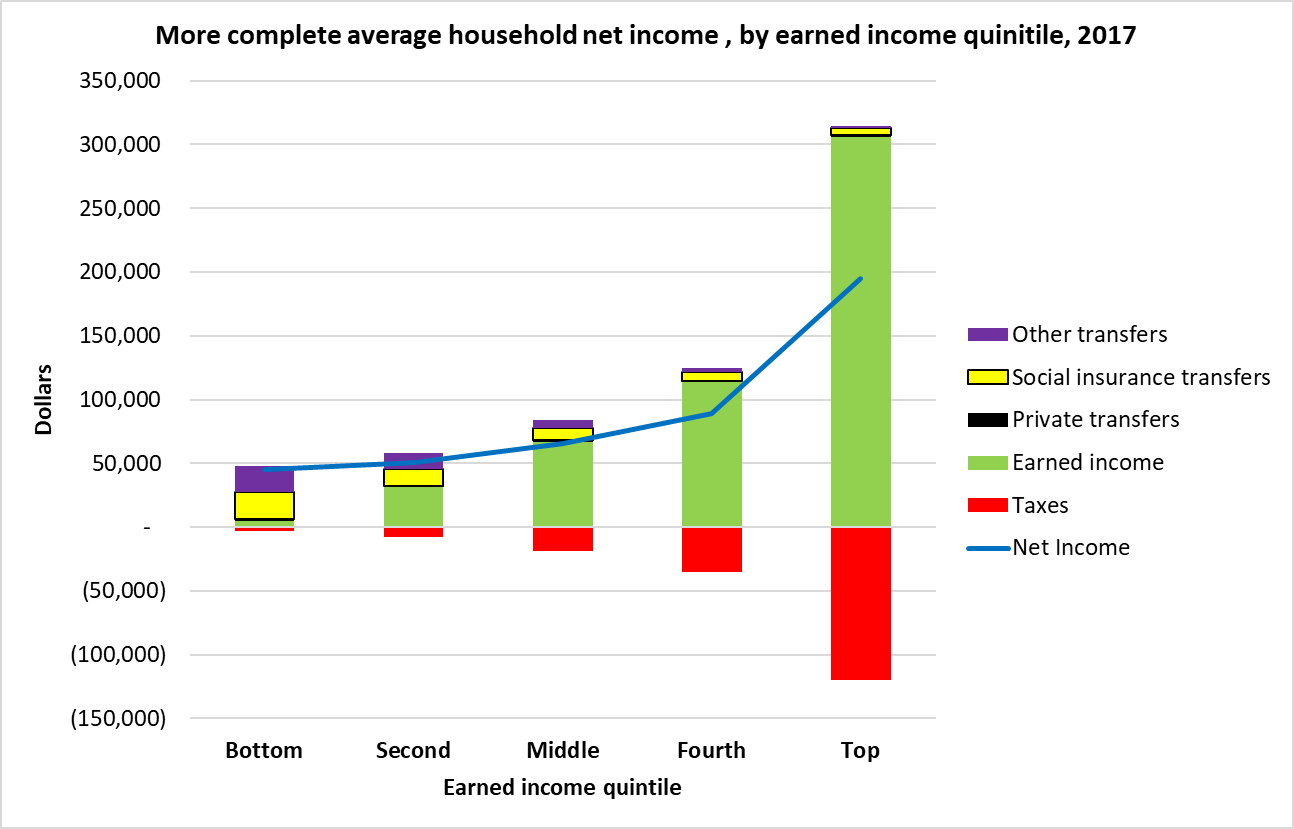 More complete average household net income , by earned income quinitile, 2017
350,000
300,000
250,000
200,000
150,000
100,000
50,000
-
(50,000)
(100,000)
(150,000)
Dollars
Bottom Second Middle Fourth Top
Earned income quintile
Other transfers
Social insurance transfers
Private transfers
Earned income
Taxes
Net Income